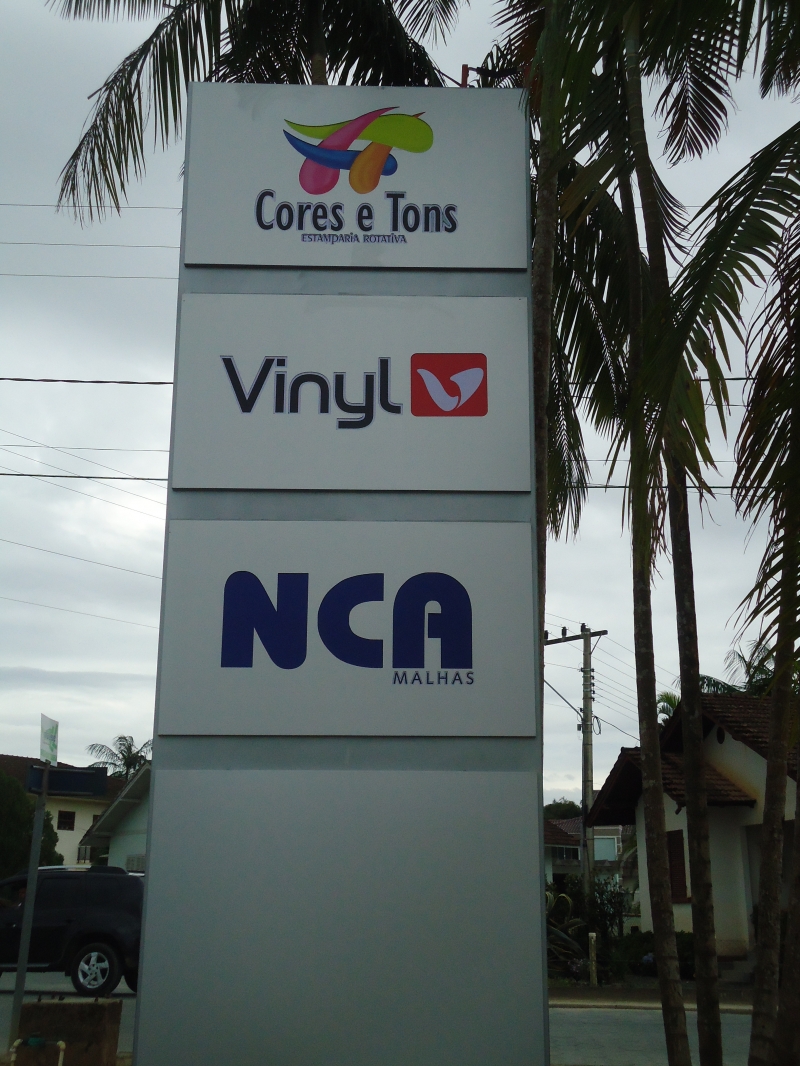 Cores e Tons
ESTAMPARIA ROTATIVA
Vinyl
NCA
MALHAS